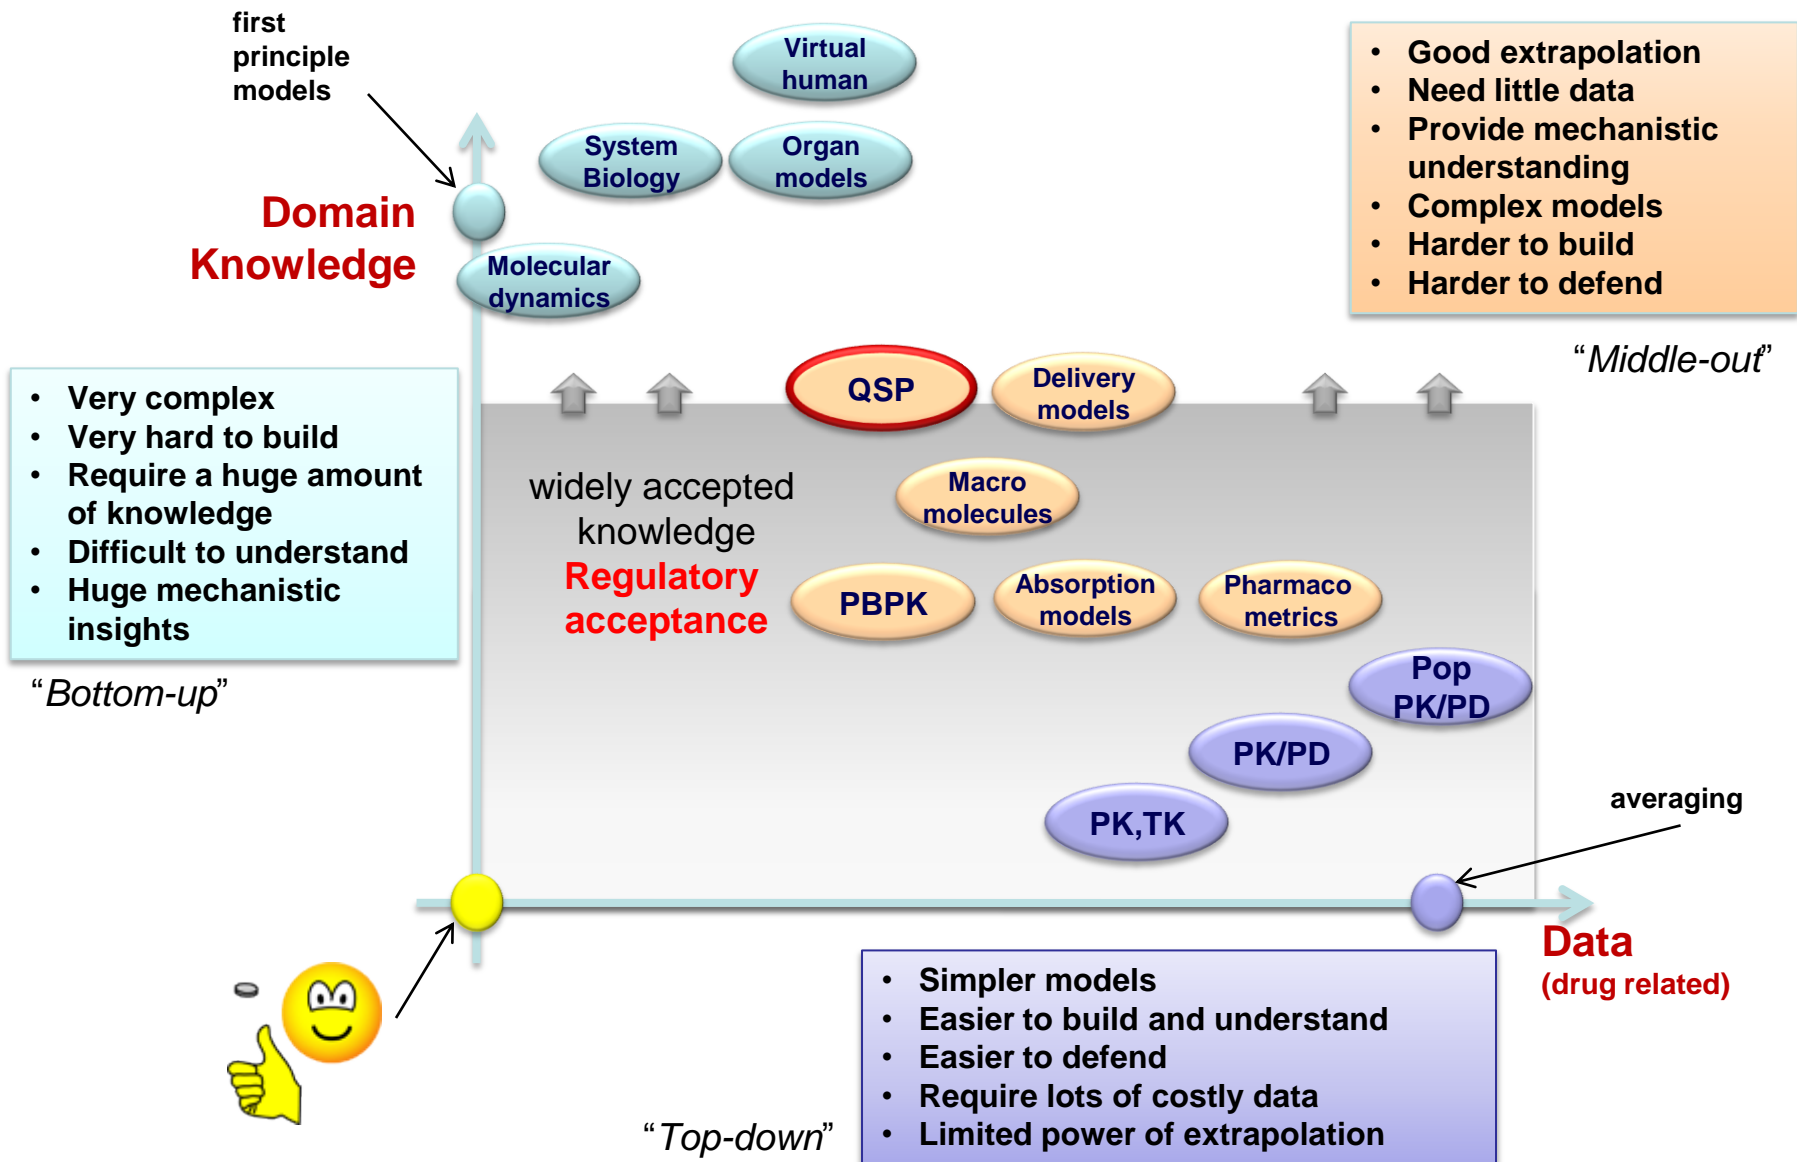 first
principle
models
Virtual
human
System
Biology
Organ
models
Domain
Knowledge
Molecular
dynamics
• Good extrapolation
• Need little data
• Provide mechanistic
understanding
• Complex models
• Harder to build
• Harder to defend
“Middle-out”
• Very complex
• Very hard to build
• Require a huge amount
of knowledge
• Difficult to understand
• Huge mechanistic
insights
“Bottom-up”
QSP
Delivery
models
widely accepted
knowledge
Regulatory
acceptance
Macro
molecules
PBPK
Absorption
models
Pharmaco
metrics
Pop
PK/PD
PK/PD
PK,TK
averaging
Data
(drug related)
• Simpler models
• Easier to build and understand
• Easier to defend
• Require lots of costly data
• Limited power of extrapolation
“Top-down”